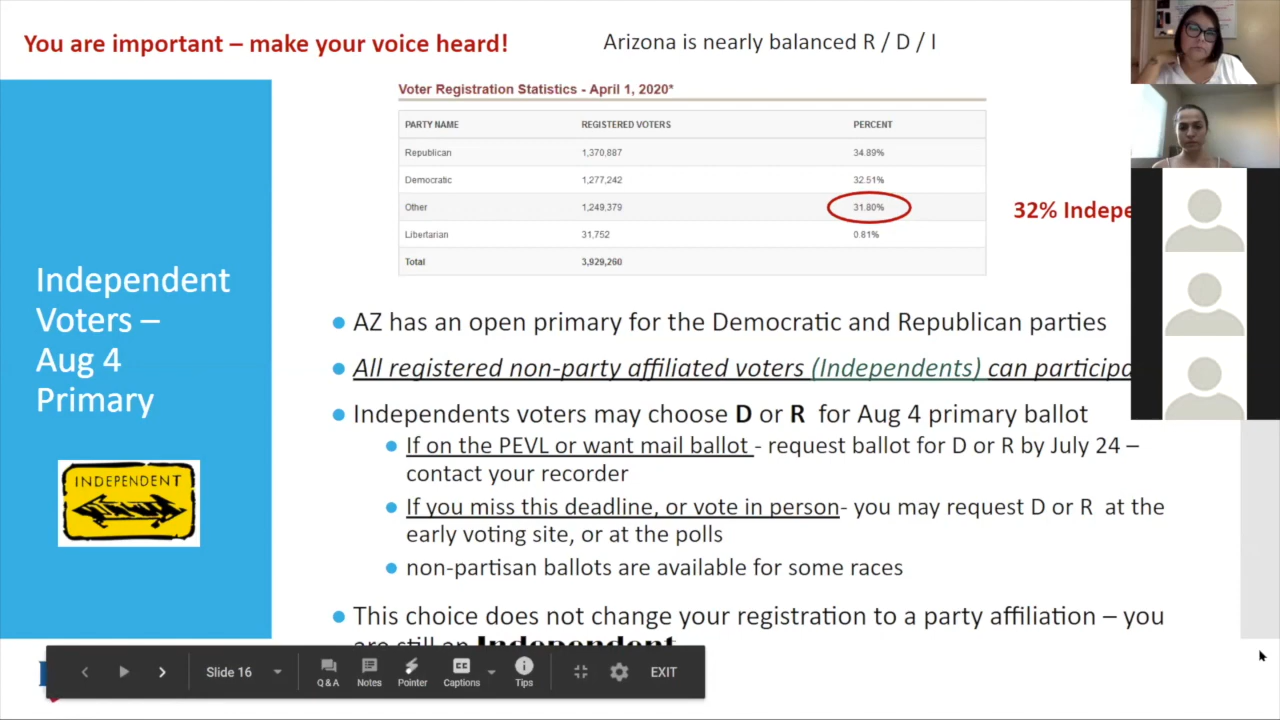 You are important – make your voice heard!
Arizona is nearly balanced R / D / I
Voter Registration Statistics - April 1, 2020*
PARTY NAME REGISTERED VOTERS PERCENT
Republican 1,370,887 34.89%
Democratic 1,277,242 32.51%
Other 1,249,379 31.80%
Libertarian 31,752 0.81%
Total 3,929,260
32% Indepe
Independent
Voters –
Aug 4
Primary
INDEPENDENT
AZ has an open primary for the Democratic and Republican parties
All registered non-party affiliated voters (Independents) can participa
Independents voters may choose D or R for Aug 4 primary ballot
If on the PEVL or want mail ballot - request ballot for D or R by July 24 –
contact your recorder
If you miss this deadline, or vote in person- you may request D or R at the
early voting site, or at the polls
non-partisan ballots are available for some races
This choice does not change your registration to a party affiliation – you
are still an Independent
Slide 16
Q & A
Notes
Pointer
Captions
Tips
EXIT